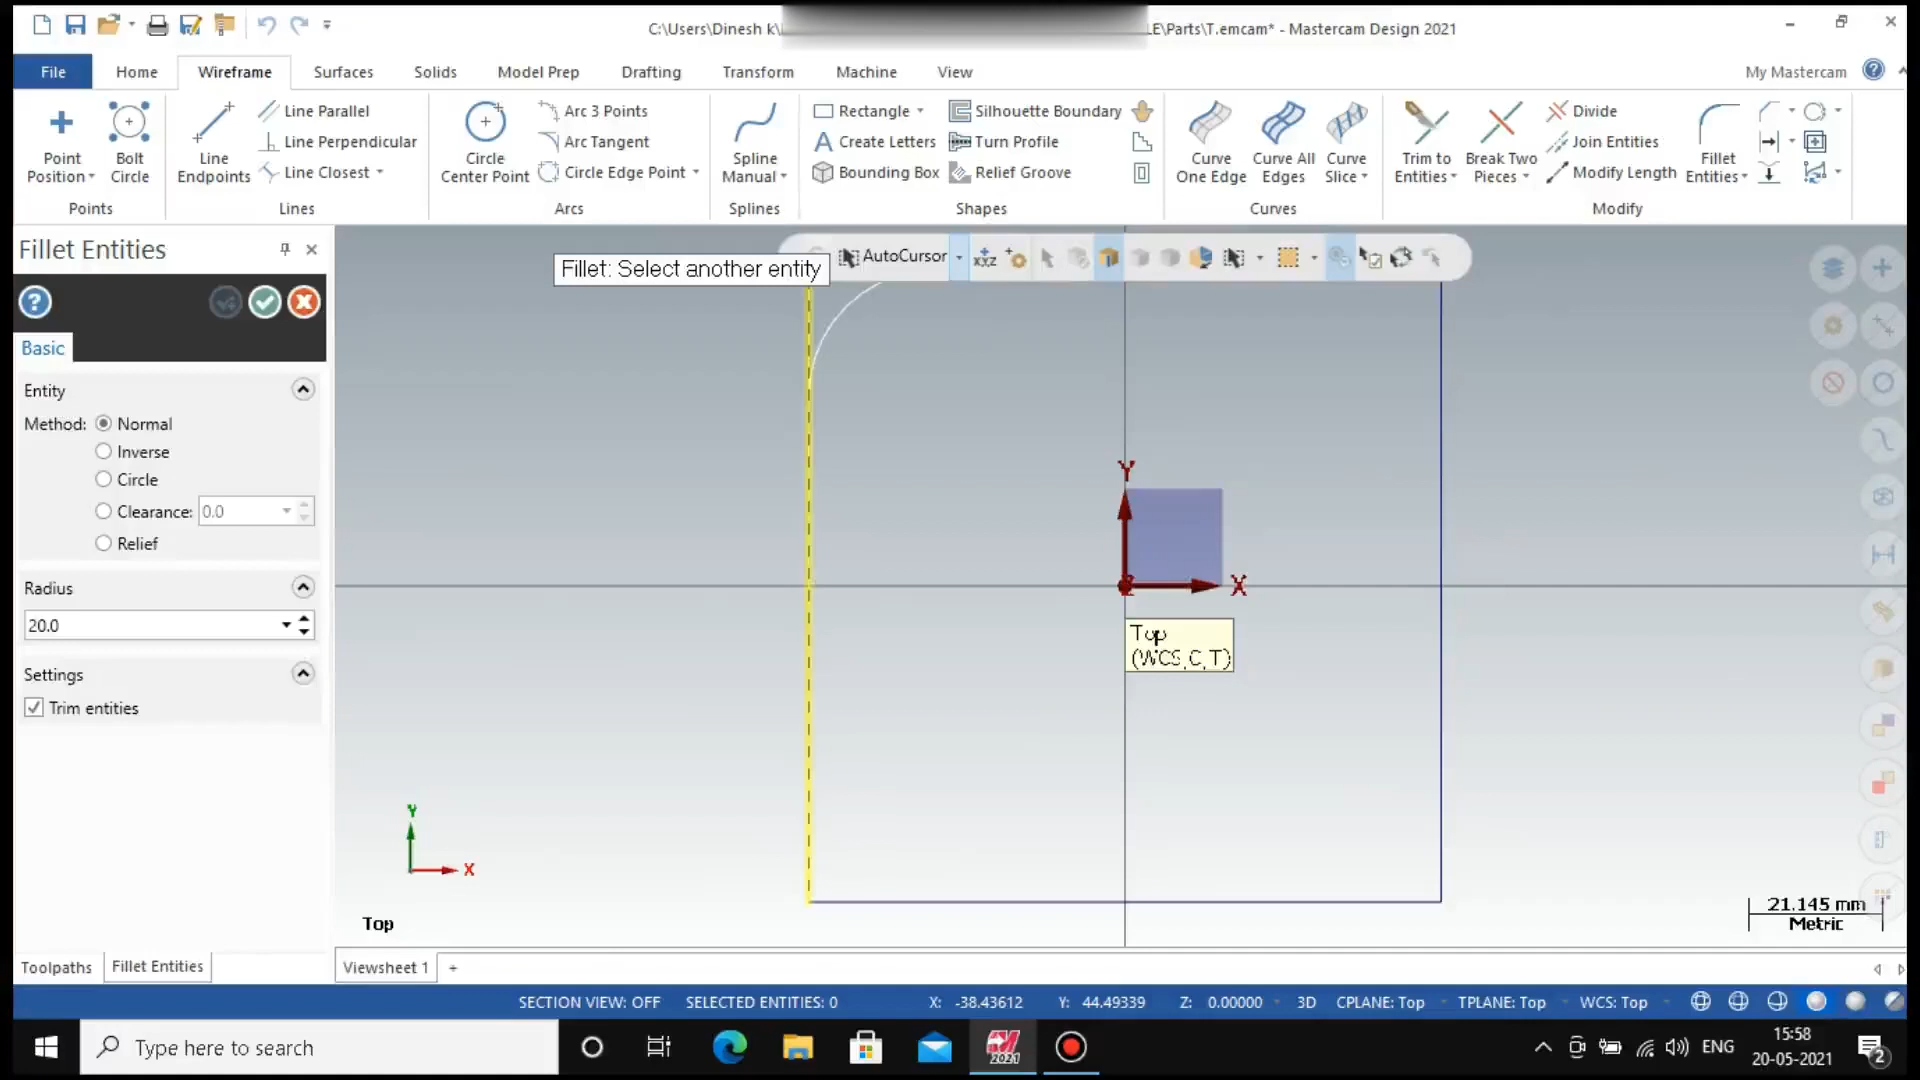 C:\Users\Dinesh k\
LE\Parts\T.emcam* - Mastercam Design 2021
File
Home
Wireframe
Surfaces
Solids
Model Prep
Drafting
Transform
Machine
View
My Mastercam
Point Position
Bolt Circle
Points
Line Endpoints
Line Parallel
Line Perpendicular
Line Closest
Lines
Circle Center Point
Arc 3 Points
Arc Tangent
Circle Edge Point
Arcs
Spline Manual
Splines
Rectangle
Create Letters
Bounding Box
Silhouette Boundary
Turn Profile
Relief Groove
Shapes
Curve One Edge
Curve All Edges
Curve Slice
Curves
Trim to Entities
Break Two Pieces
Divide
Join Entities
Modify Length
Fillet Entities
Modify
Fillet Entities
Basic
Entity
Method:
Normal
Inverse
Circle
Clearance:
0.0
Relief
Radius
20.0
Settings
Trim entities
Toolpaths
Fillet Entities
Fillet: Select another entity
AutoCursor
Y
X
Top
(WCS,C,T)
Y
X
Top
21.145 mm
Metric
Viewsheet 1
+
SECTION VIEW: OFF
SELECTED ENTITIES: 0
X: -38.43612
Y: 44.49339
Z: 0.00000
3D
CPLANE: Top
TPLANE: Top
WCS: Top
Type here to search
2021
ENG
15:58
20-05-2021
2